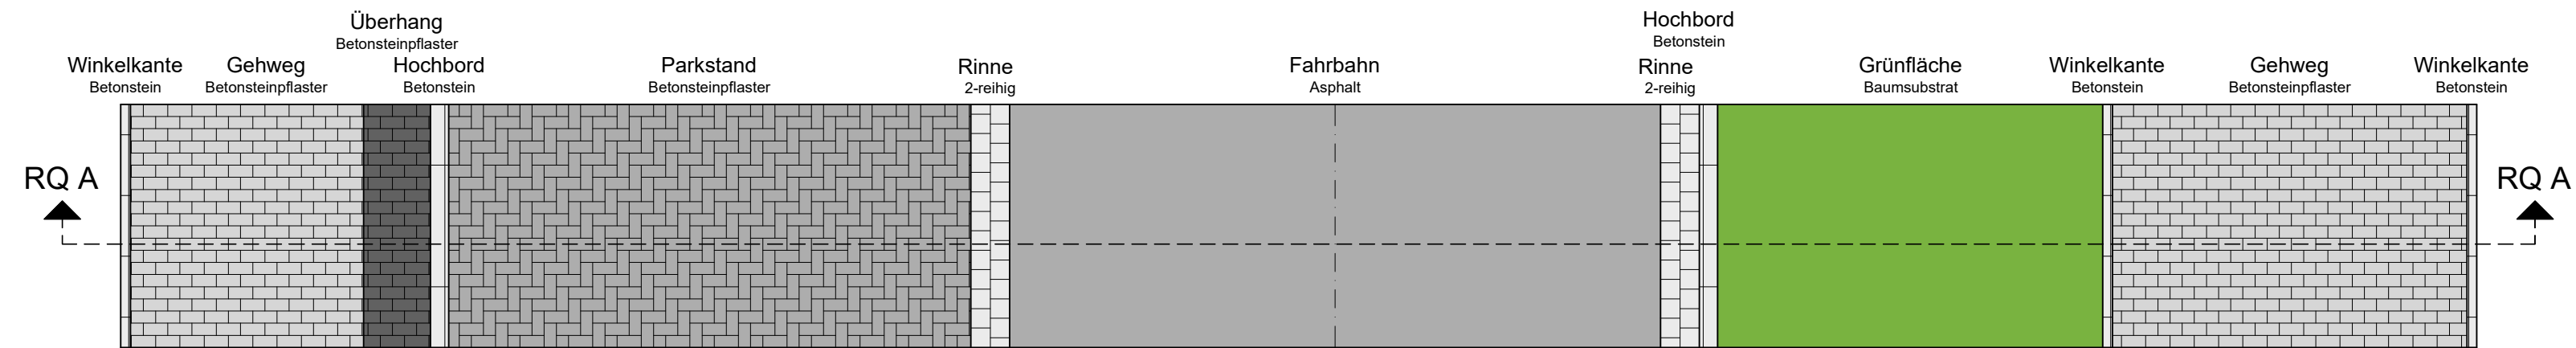 Überhang
Betonsteinpflaster
Hochbord
Betonstein
Winkelkante
Betonstein
Gehweg
Betonsteinpflaster
Hochbord
Betonstein
Parkstand
Betonsteinpflaster
Rinne
2-reihig
Fahrbahn
Asphalt
Rinne
2-reihig
Grünfläche
Baumsubstrat
Winkelkante
Betonstein
Gehweg
Betonsteinpflaster
Winkelkante
Betonstein
RQ A
RQ A